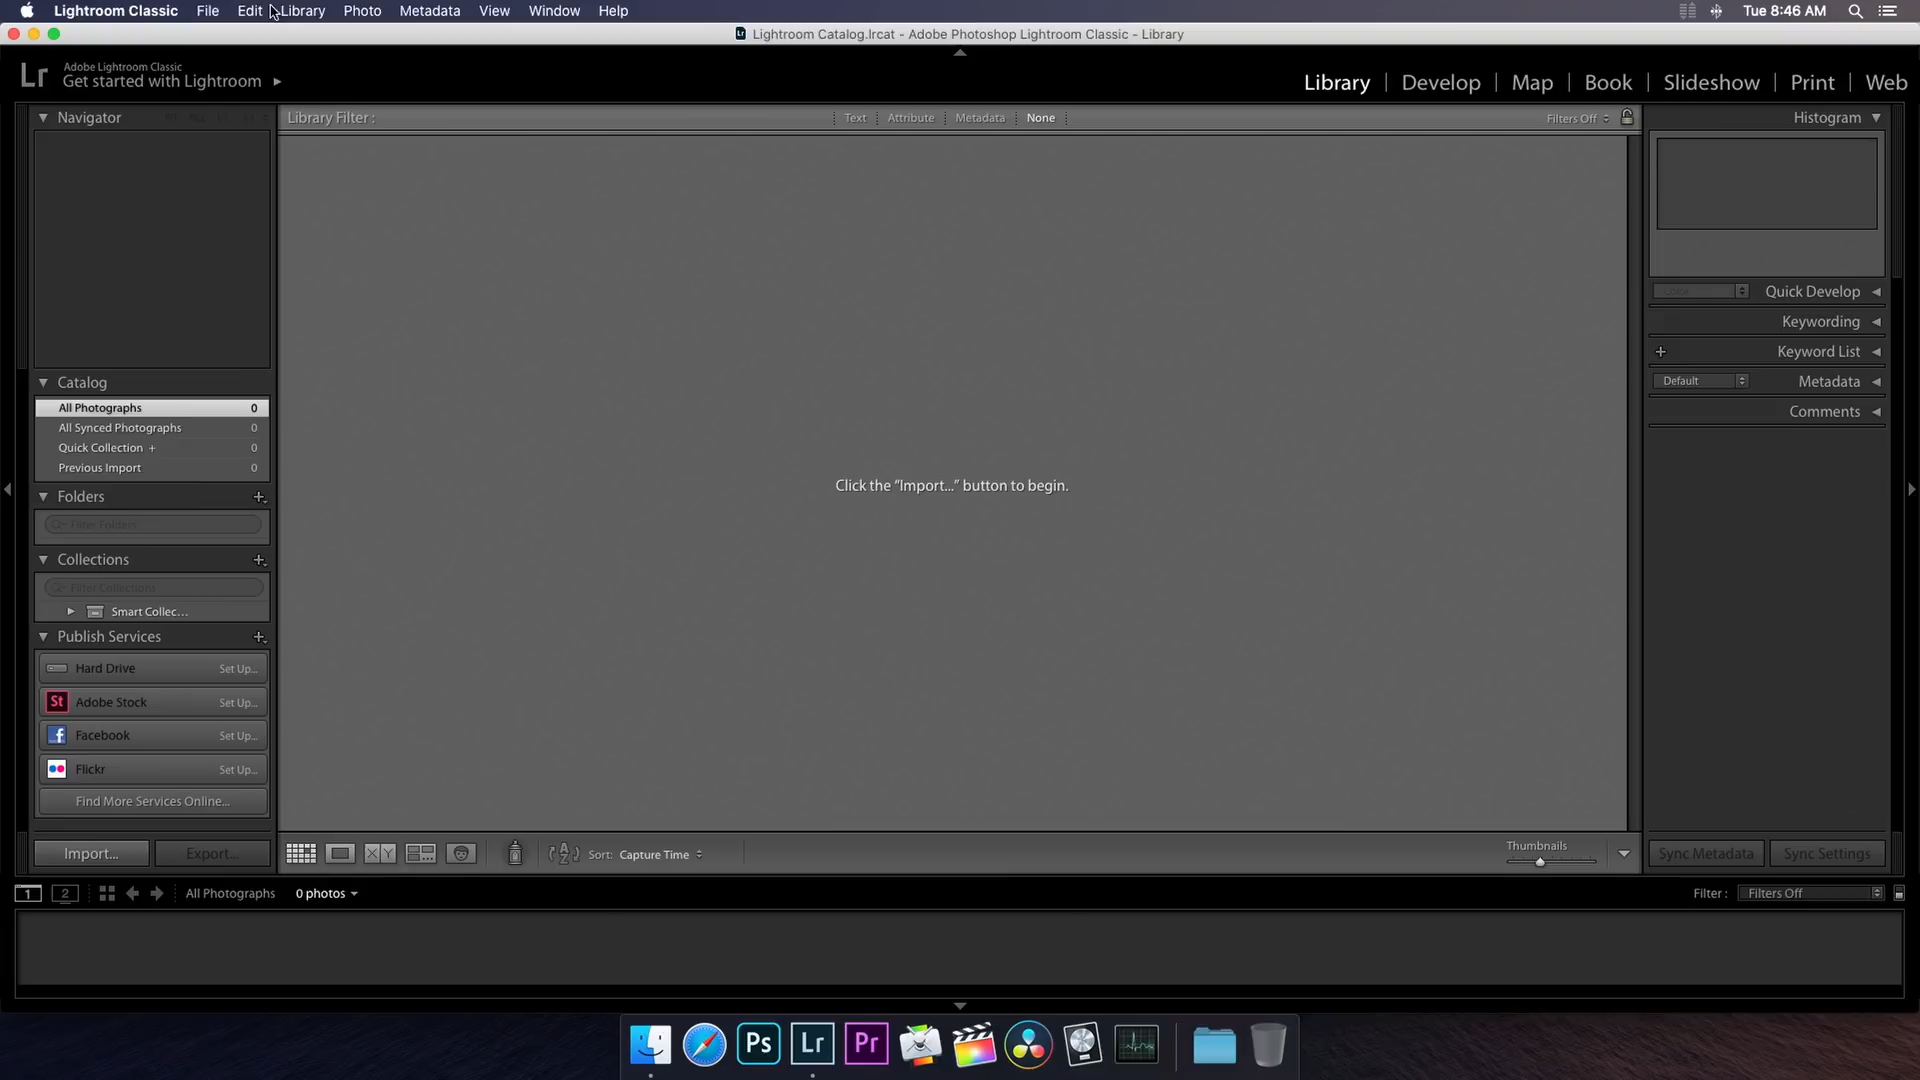 Lightroom Classic File Edit Library Photo Metadata View Window Help Tue 8:46 AM
Lr Lightroom Catalog.lrcat - Adobe Photoshop Lightroom Classic - Library
Lr
Adobe Lightroom Classic
Get started with Lightroom
Library | Develop | Map | Book | Slideshow | Print | Web
Navigator
Library Filter :
Text Attribute Metadata None
Filters Off
Histogram
Quick Develop
Keywording
Keyword List
Default
Metadata
Comments
Catalog
All Photographs 0
All Synced Photographs 0
Quick Collection + 0
Previous Import 0
Folders
Filter Folders
Collections
Filter Collections
Smart Collec...
Publish Services
Hard Drive Set Up...
St Adobe Stock Set Up...
f Facebook Set Up...
Flickr Set Up...
Find More Services Online...
Click the “Import...” button to begin.
Import... Export...
X Y
A Z
Sort: Capture Time
Thumbnails
Sync Metadata Sync Settings
1 2 All Photographs 0 photos
Filter : Filters Off
Ps Lr Pr